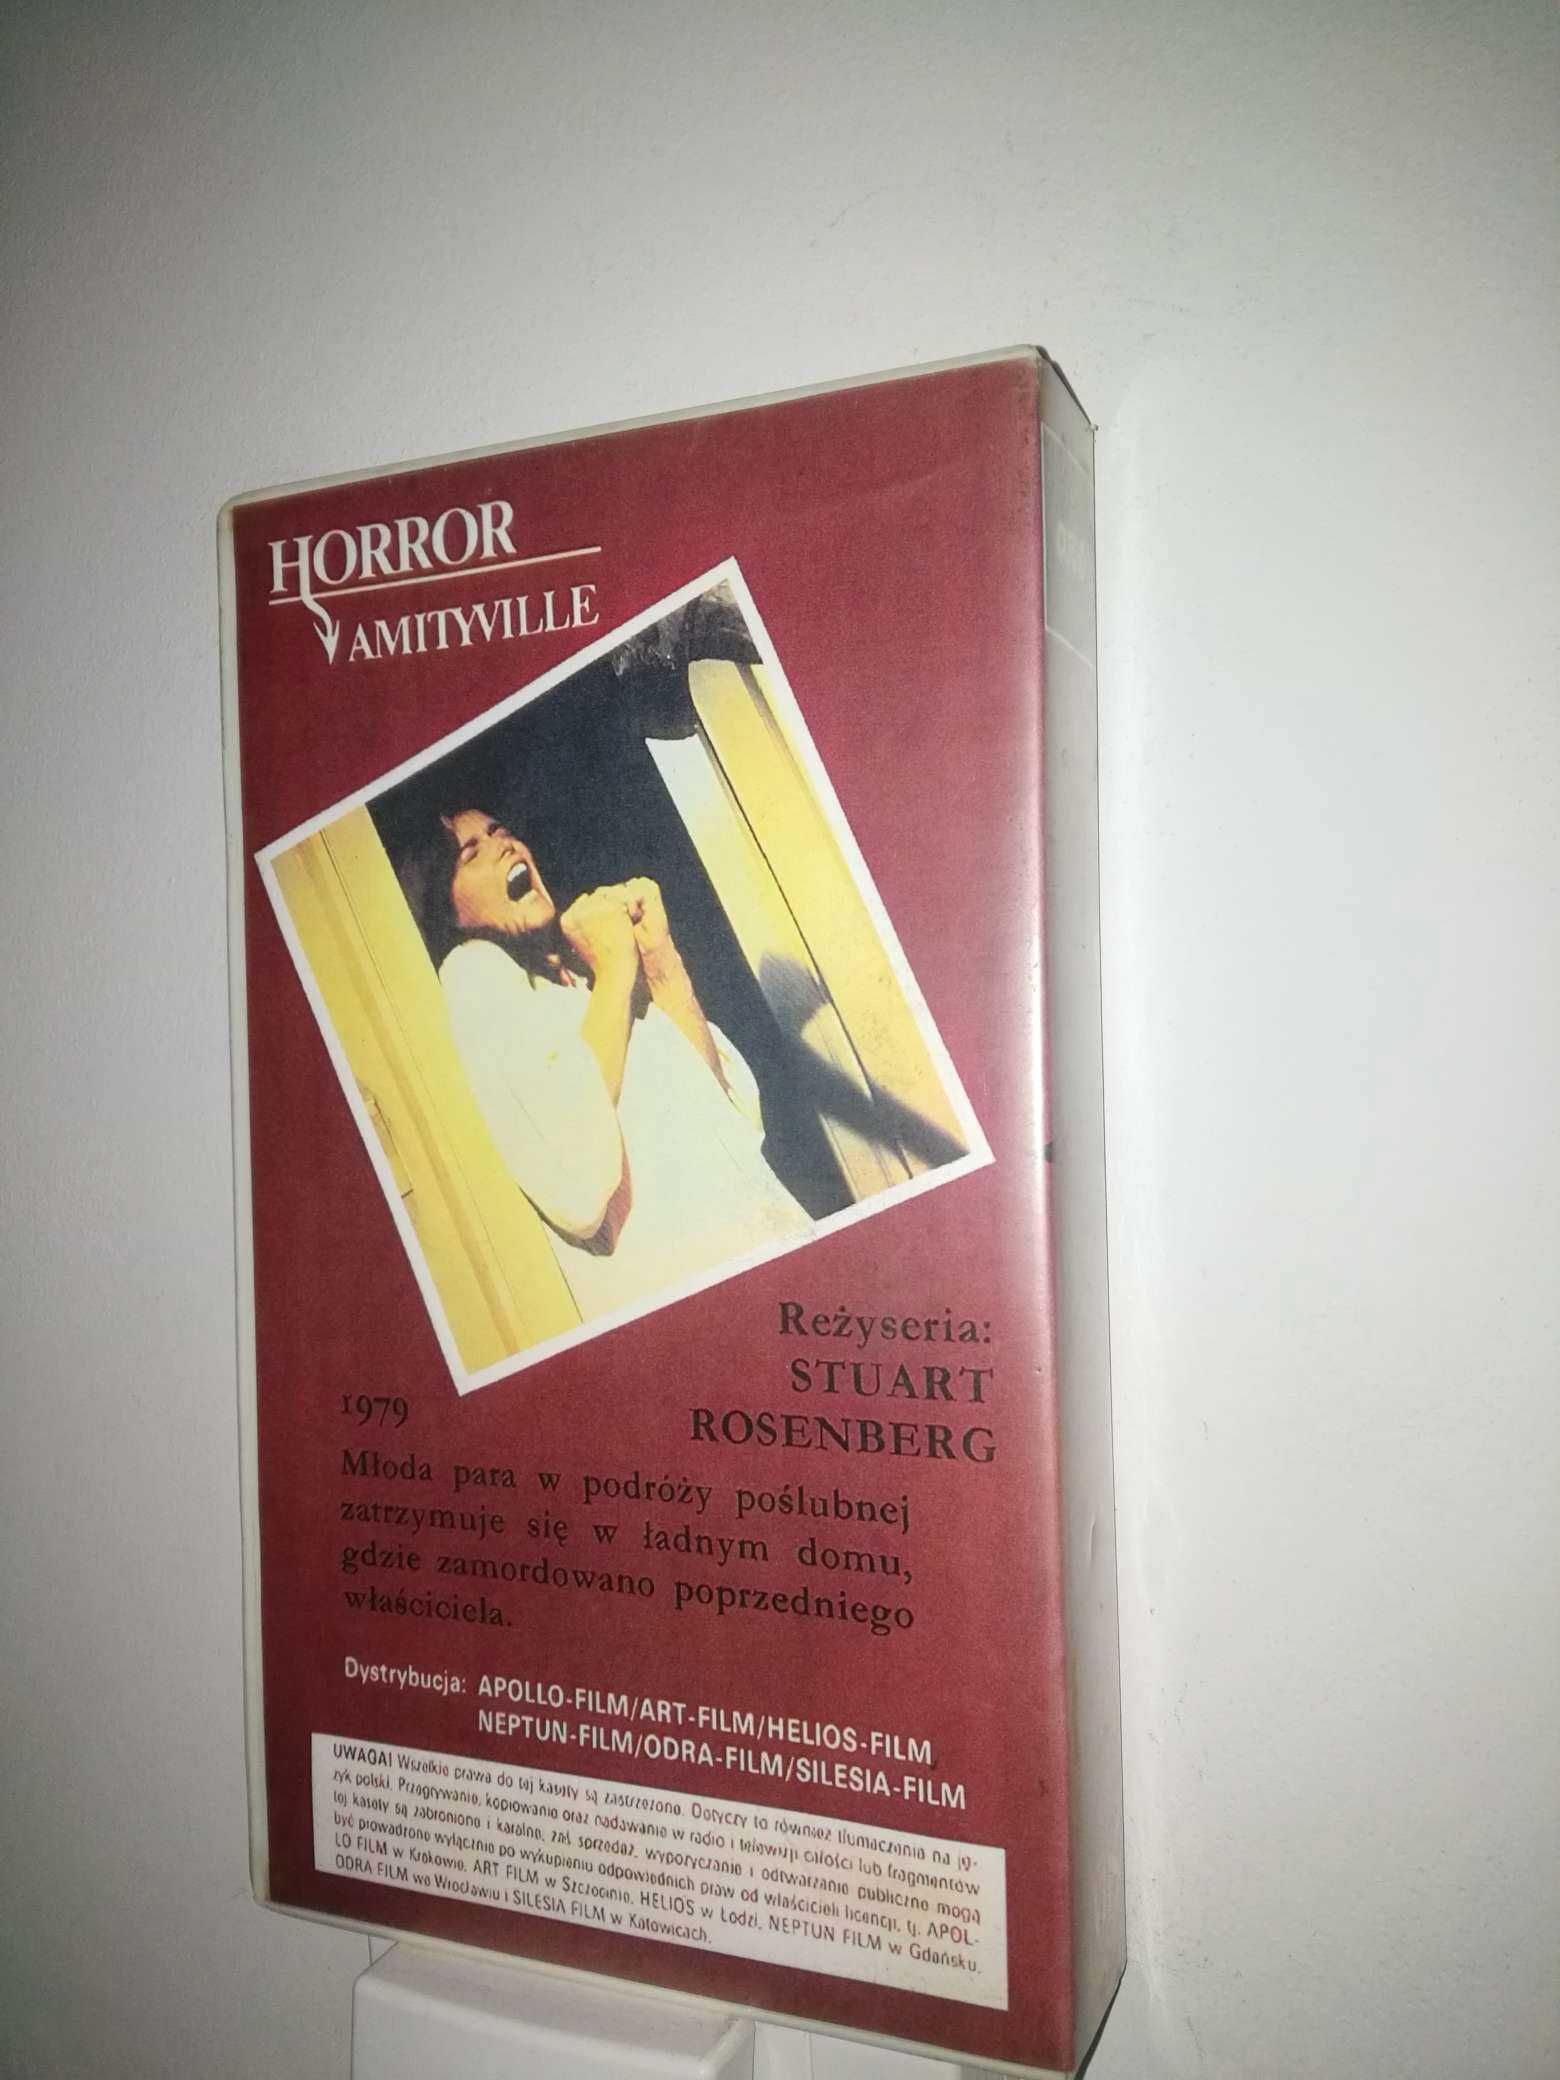 HORROR
AMITYVILLE
Reżyseria:
STUART
ROSENBERG
1979
Młoda para w podróży poślubnej
zatrzymuje się w ładnym domu,
gdzie zamordowano poprzedniego
właściciela.
Dystrybucja: APOLLO-FILM/ART-FILM/HELIOS-FILM
NEPTUN-FILM/ODRA-FILM/SILESIA-FILM
UWAGA! Wszelkie prawa do tej kasety są zastrzeżone. Dotyczy to również tłumaczenia na ję-
zyk polski. Przegrywanie, kopiowanie oraz nadawanie w radio i telewizji całości lub fragmentów
tej kasety są zabronione i karalne, zaś sprzedaż, wypożyczanie i odtwarzanie publiczne mogą
być prowadzone wyłącznie po wykupieniu odpowiednich praw od właścicieli licencji, tj. APOL-
LO FILM w Krakowie, ART FILM w Szczecinie, HELIOS w Łodzi, NEPTUN FILM w Gdańsku,
ODRA FILM we Wrocławiu i SILESIA FILM w Katowicach.